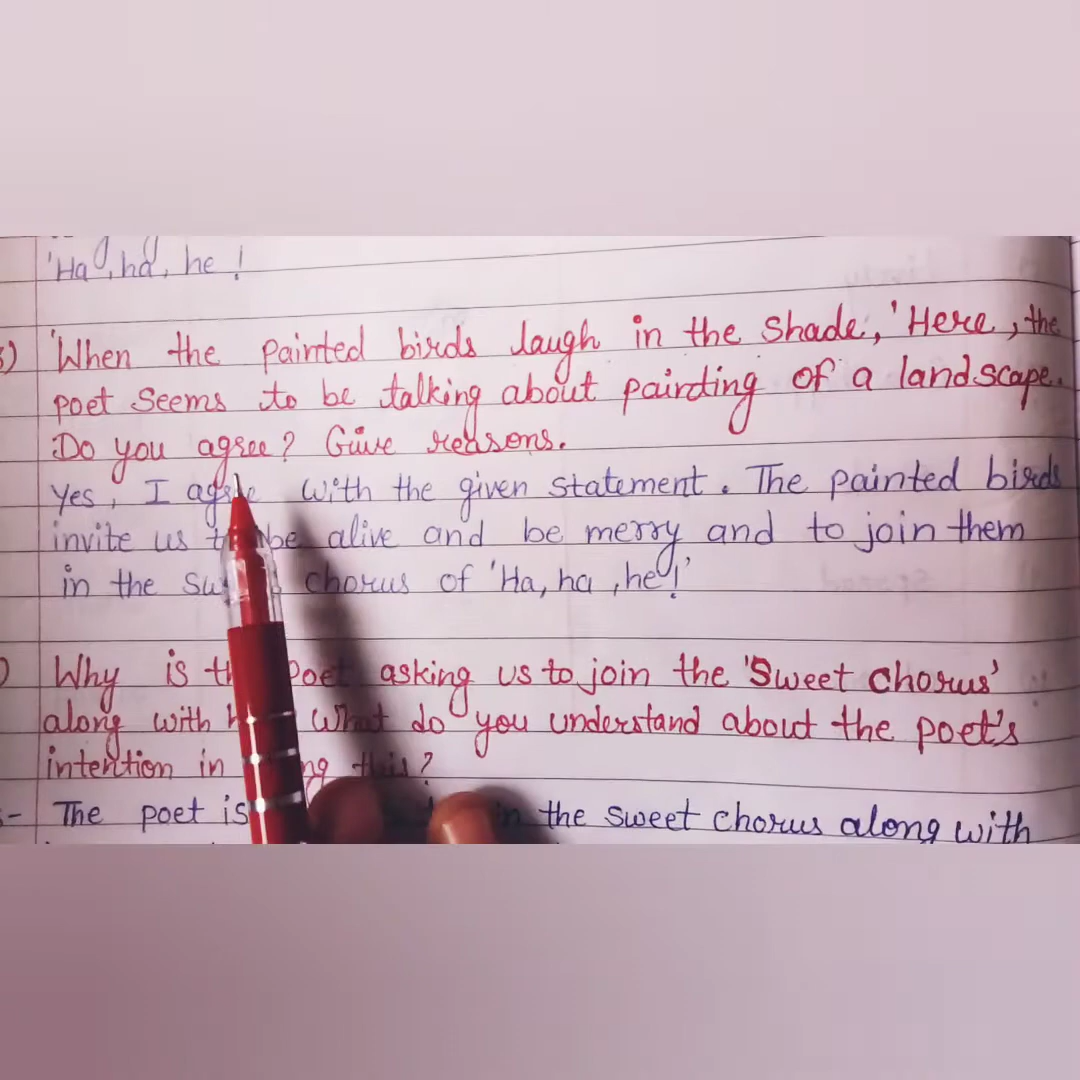 'Ha, ha, he!
'When the painted birds laugh in the shade, 'Here, the
poet seems to be talking about painting of a landscape.
Do you agree? Give reasons.
Yes, I agree with the given statement. The painted birds
invite us to be alive and be merry and to join them
in the chorus of 'Ha, ha, he!'
Why is the Poet asking us to join the 'Sweet chorus'
along with What do you understand about the poet's
intention in this?
The poet is in the sweet chorus along with